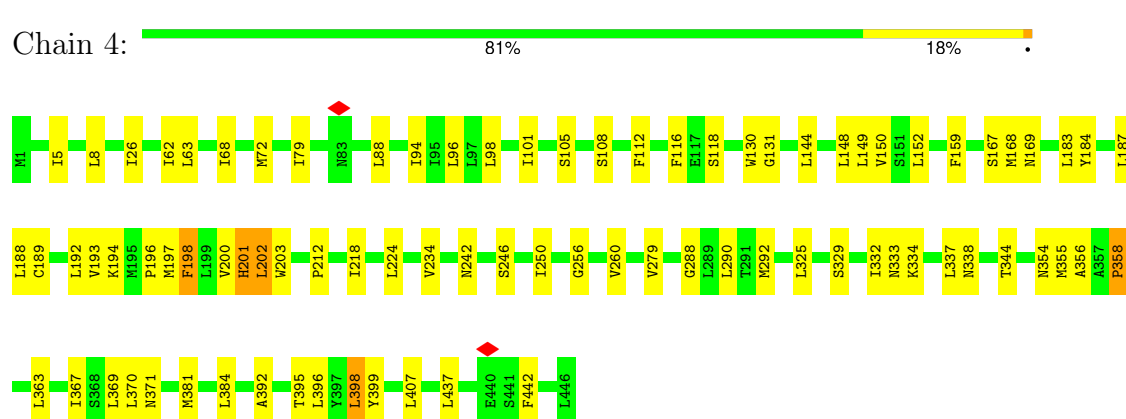 Chain 4:
81% 18% •
M1 I5 L8 I26 I62 L63 I68 M72 I79 N83 L88 I94 I95 L96 L97 L98 I101 S105 S108 F112 F116 E117 S118 W130 G131 L144 L148 L149 V150 S151 L152 F159 S167 M168 N169 L183 Y184 L187
L188 C189 L192 V193 K194 M195 P196 M197 F198 L199 V200 H201 L202 W203 P212 I218 L224 V234 N242 S246 I250 G256 V260 V279 G288 L289 L290 T291 M292 L325 S329 I332 N333 K334 L337 N338 T344 N354 M355 A356 A357 P358
L363 I367 S368 L369 L370 N371 M381 L384 A392 T395 L396 Y397 L398 Y399 L407 L437 E440 S441 F442 L446